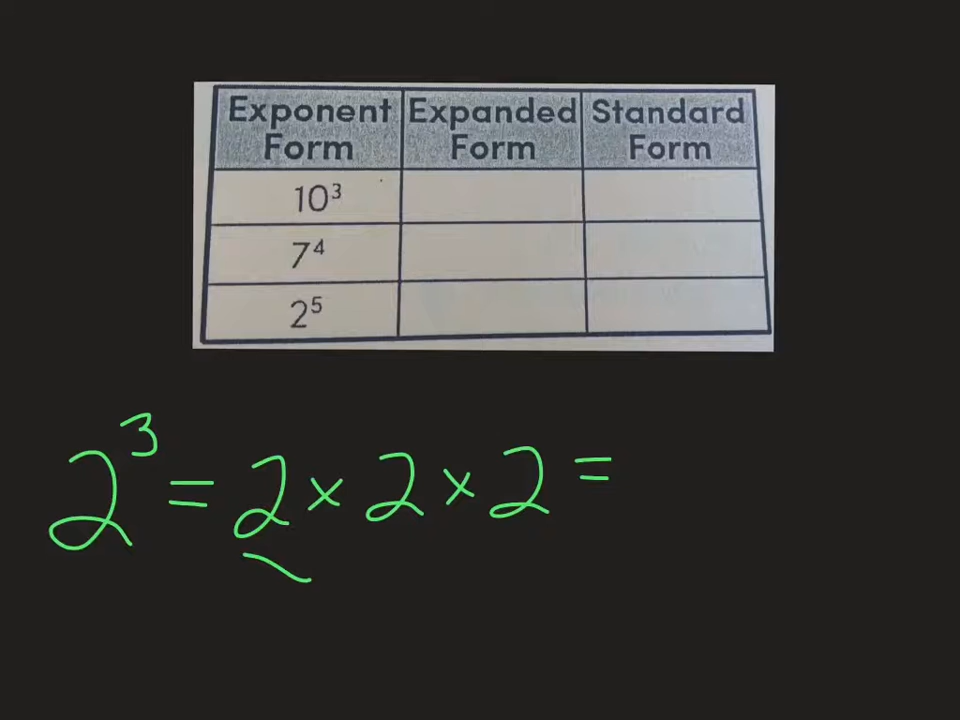 Exponent Form Expanded Form Standard Form
10³
7⁴
2⁵
2³ = 2 × 2 × 2 =